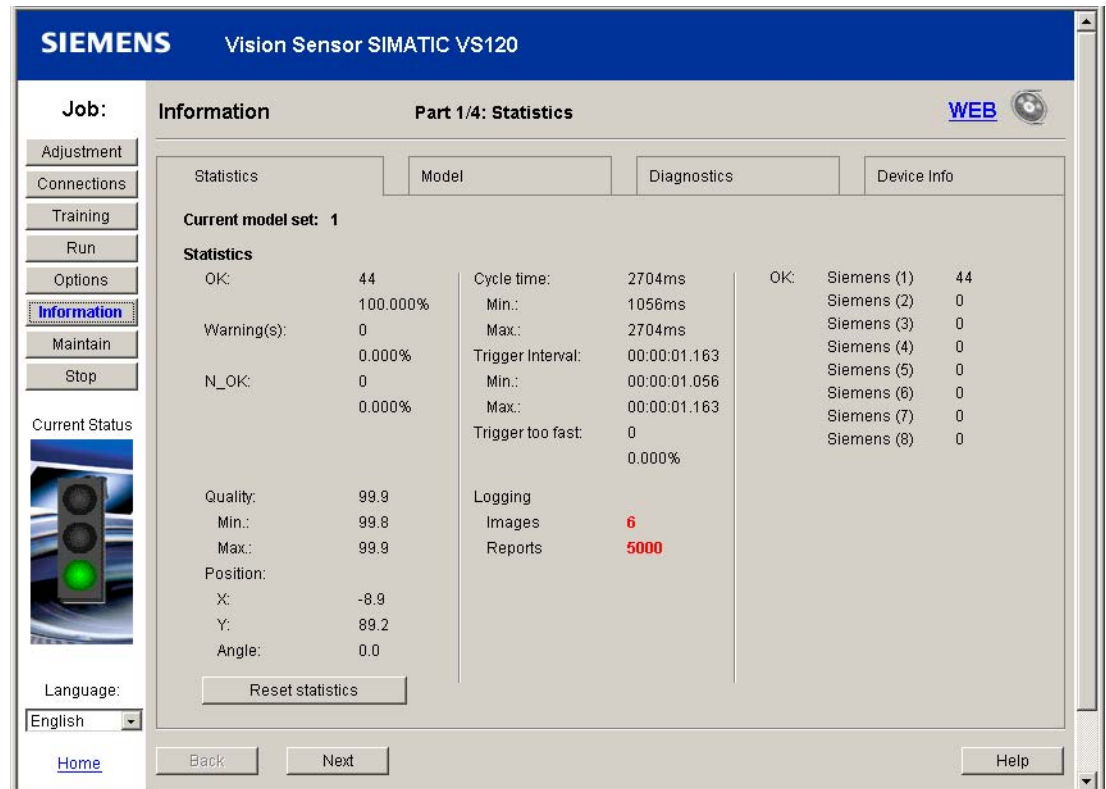 SIEMENS Vision Sensor SIMATIC VS120
Job:
Adjustment
Connections
Training
Run
Options
Information
Maintain
Stop
Current Status
Language:
English
Home
Information Part 1/4: Statistics WEB
Statistics Model Diagnostics Device Info
Current model set: 1
Statistics
OK: 44
100.000%
Warning(s): 0
0.000%
N_OK: 0
0.000%
Quality: 99.9
Min.: 99.8
Max.: 99.9
Position:
X: -8.9
Y: 89.2
Angle: 0.0
Reset statistics
Cycle time: 2704ms
Min.: 1056ms
Max.: 2704ms
Trigger Interval: 00:00:01.163
Min.: 00:00:01.056
Max.: 00:00:01.163
Trigger too fast: 0
0.000%
Logging
Images 6
Reports 5000
OK: Siemens (1) 44
Siemens (2) 0
Siemens (3) 0
Siemens (4) 0
Siemens (5) 0
Siemens (6) 0
Siemens (7) 0
Siemens (8) 0
Back Next Help